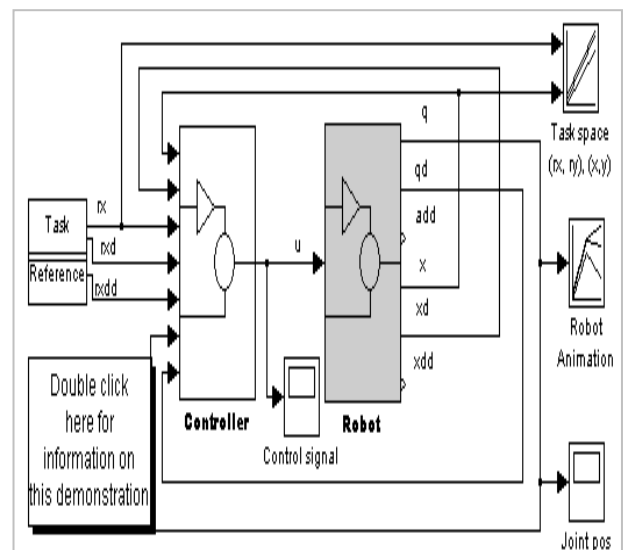 q
Task space
(rx, ry), (x,y)
qd
rx
Task
add
rxd
u
x
Reference
rxdd
xd
Robot
Animation
xdd
Double click
here for
information on
this demonstration
Controller
Robot
Control signal
Joint pos